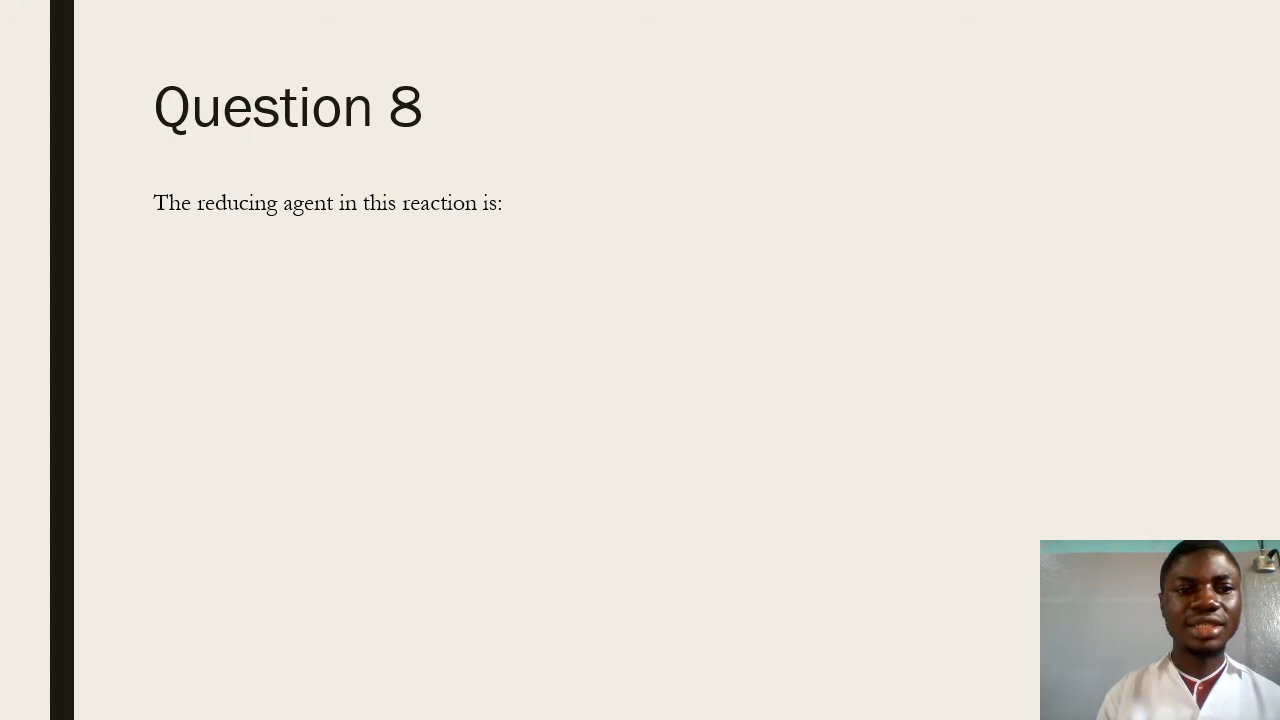 Question 8
The reducing agent in this reaction is: